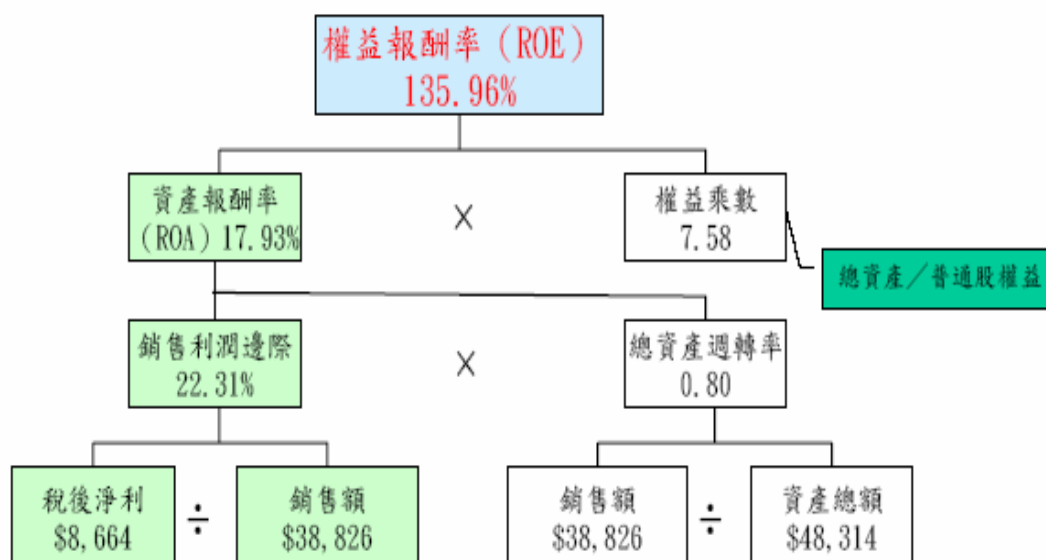 權益報酬率（ROE）
135.96%
資產報酬率
(ROA) 17.93%
×
權益乘數
7.58
總資產／普通股權益
銷售利潤邊際
22.31%
×
總資產週轉率
0.80
稅後淨利
$8,664
÷
銷售額
$38,826
銷售額
$38,826
÷
資產總額
$48,314